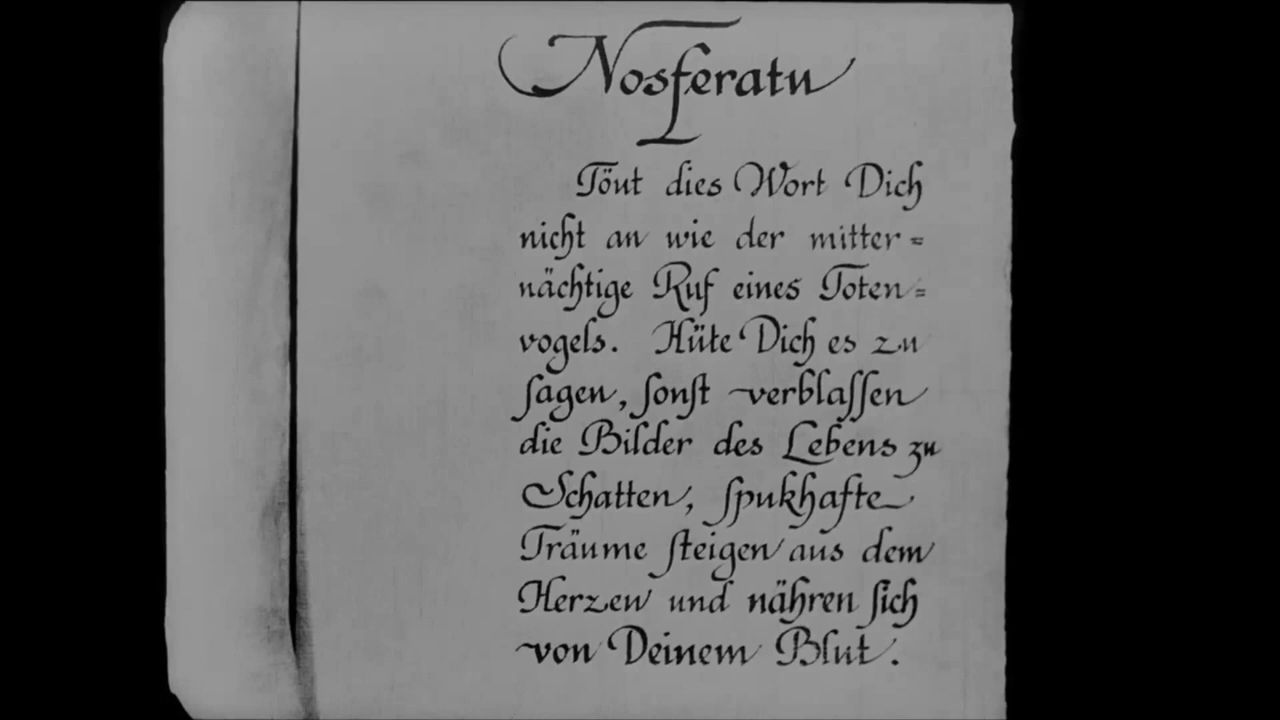 Nosferatu
Tönt dies Wort Dich
nicht an wie der mitter=
nächtige Ruf eines Toten=
vogels. Hüte Dich es zu
ſagen, ſonſt verblaſſen
die Bilder des Lebens zu
Schatten, ſpukhafte
Träume ſteigen aus dem
Herzen und nähren ſich
von Deinem Blut.